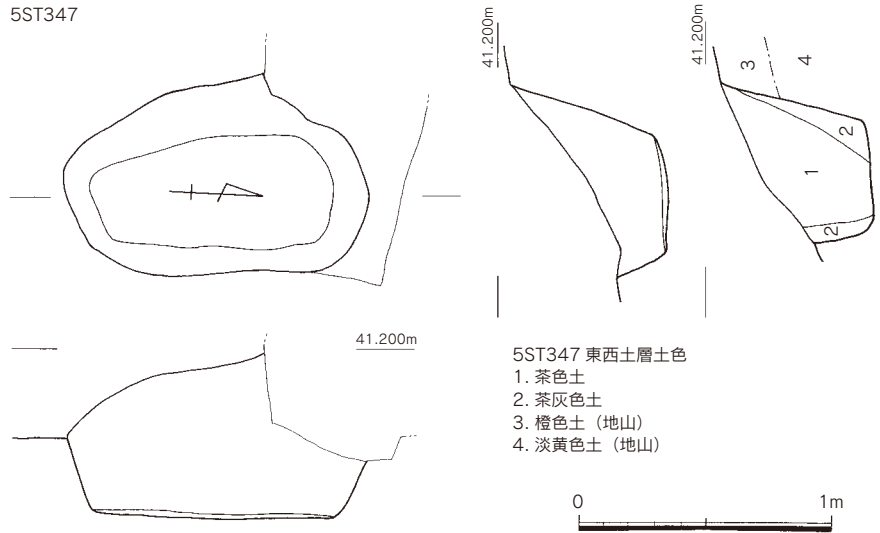 5ST347
41.200m
41.200m
3
4
2
1
2
41.200m
5ST347 東西土層土色
1. 茶色土
2. 茶灰色土
3. 橙色土（地山）
4. 淡黄色土（地山）
0
1m